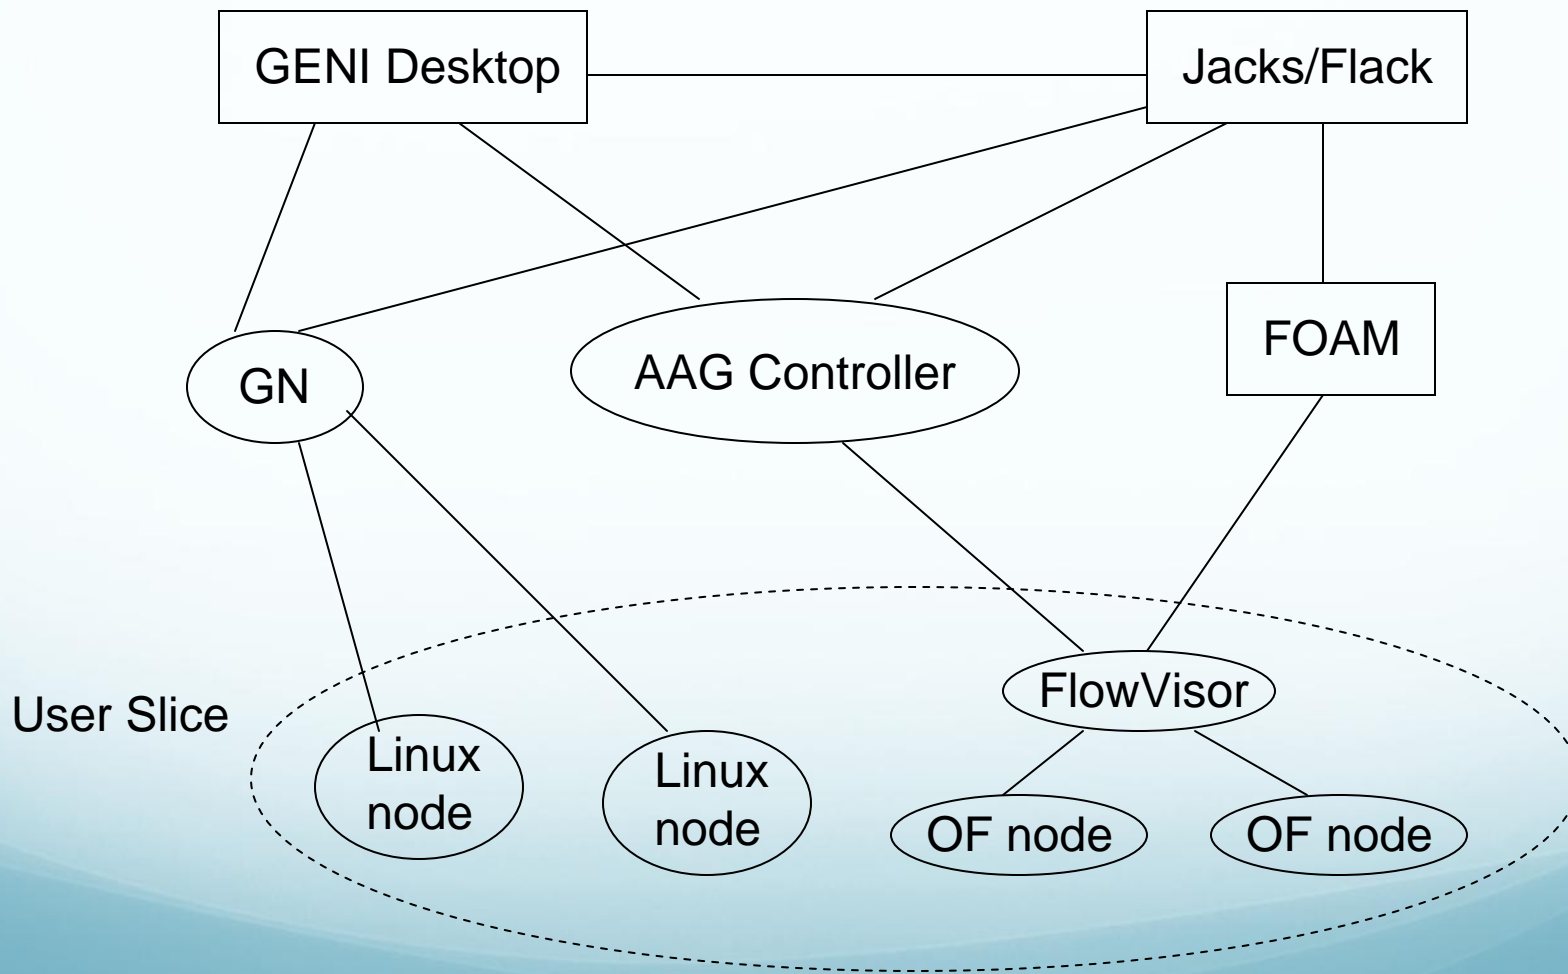 GENI Desktop
Jacks/Flack
FOAM
GN
AAG Controller
FlowVisor
User Slice
Linux
node
Linux
node
OF node
OF node